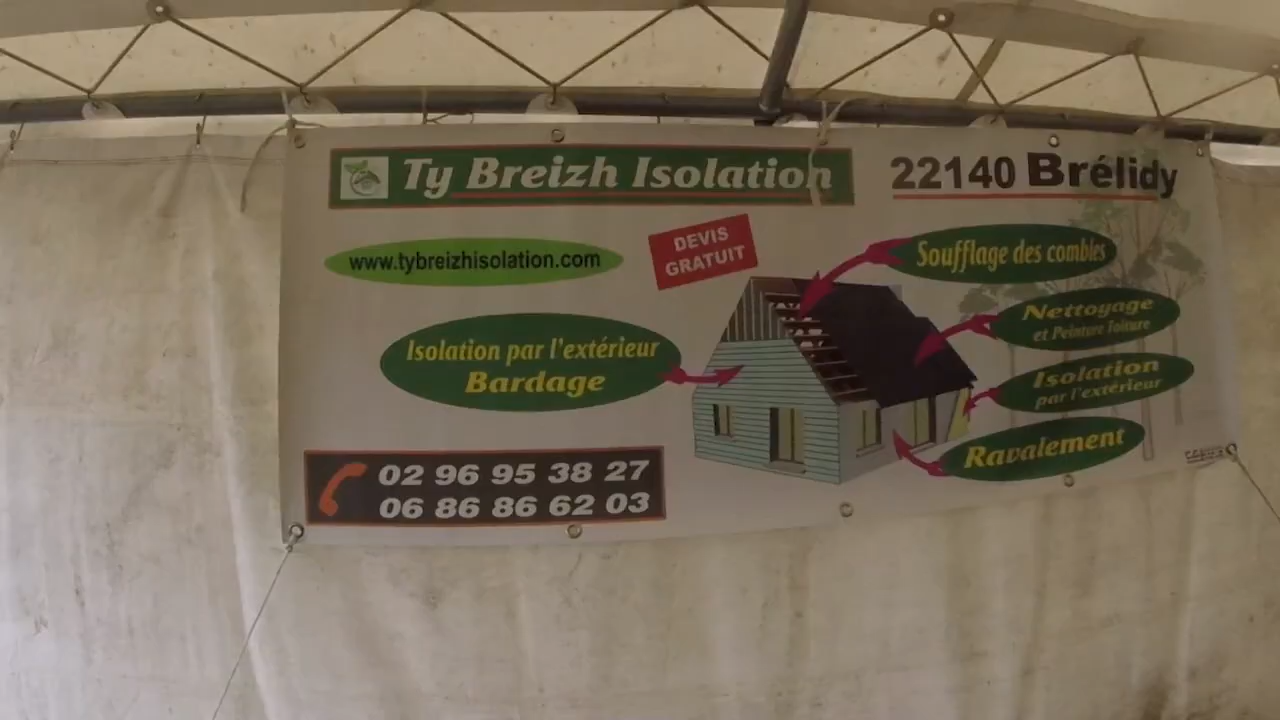 Ty Breizh Isolation
22140 Brélidy
www.tybreizhisolation.com
DEVIS
GRATUIT
Soufflage des combles
Nettoyage
et Peinture Toiture
Isolation par l'extérieur
Bardage
Isolation
par l'extérieur
Ravalement
02 96 95 38 27
06 86 86 62 03